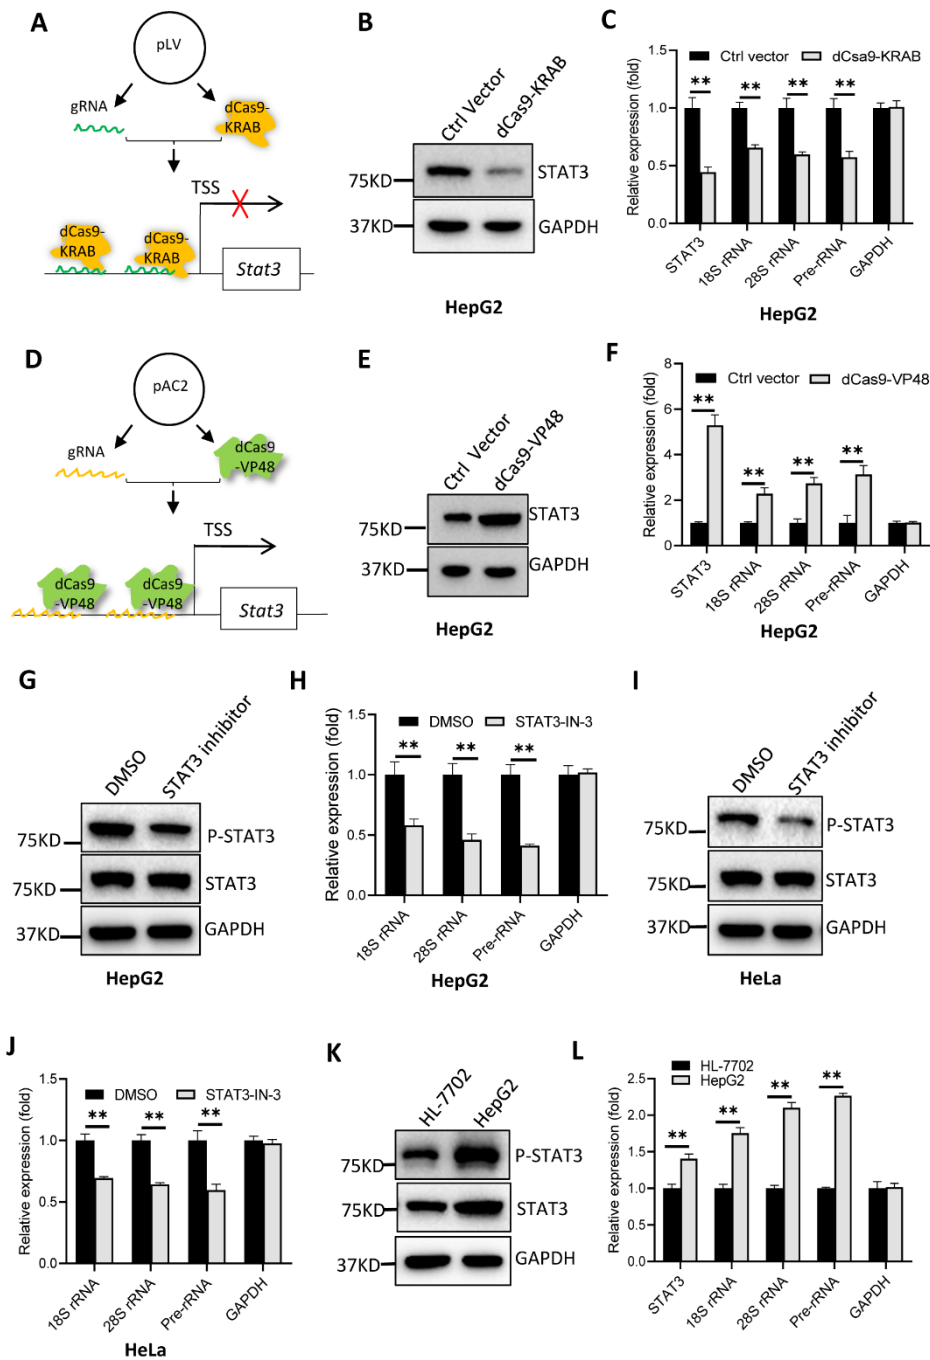 A
pLV
gRNA
dCas9-
KRAB
TSS
dCas9-
KRAB
dCas9-
KRAB
Stat3
B
Ctrl Vector
dCas9-KRAB
75KD
STAT3
37KD
GAPDH
HepG2
C
Ctrl vector
dCsa9-KRAB
Relative expression (fold)
1.5
1.0
0.5
0.0
**
**
**
**
STAT3
18S rRNA
28S rRNA
Pre-rRNA
GAPDH
HepG2
D
pAC2
gRNA
dCas9
-VP48
TSS
dCas9
-VP48
dCas9
-VP48
Stat3
E
Ctrl Vector
dCas9-VP48
75KD
STAT3
37KD
GAPDH
HepG2
F
Ctrl vector
dCas9-VP48
Relative expression (fold)
8
6
4
2
0
**
**
**
**
STAT3
18S rRNA
28S rRNA
Pre-rRNA
GAPDH
HepG2
G
DMSO
STAT3 inhibitor
75KD
P-STAT3
75KD
STAT3
37KD
GAPDH
HepG2
H
DMSO
STAT3-IN-3
Relative expression (fold)
1.5
1.0
0.5
0.0
**
**
**
18S rRNA
28S rRNA
Pre-rRNA
GAPDH
HepG2
I
DMSO
STAT3 inhibitor
75KD
P-STAT3
75KD
STAT3
37KD
GAPDH
HeLa
J
DMSO
STAT3-IN-3
Relative expression (fold)
1.5
1.0
0.5
0.0
**
**
**
18S rRNA
28S rRNA
Pre-rRNA
GAPDH
HeLa
K
HL-7702
HepG2
75KD
P-STAT3
75KD
STAT3
37KD
GAPDH
L
HL-7702
HepG2
Relative expression (fold)
2.5
2.0
1.5
1.0
0.5
0.0
**
**
**
**
STAT3
18S rRNA
28S rRNA
Pre-rRNA
GAPDH